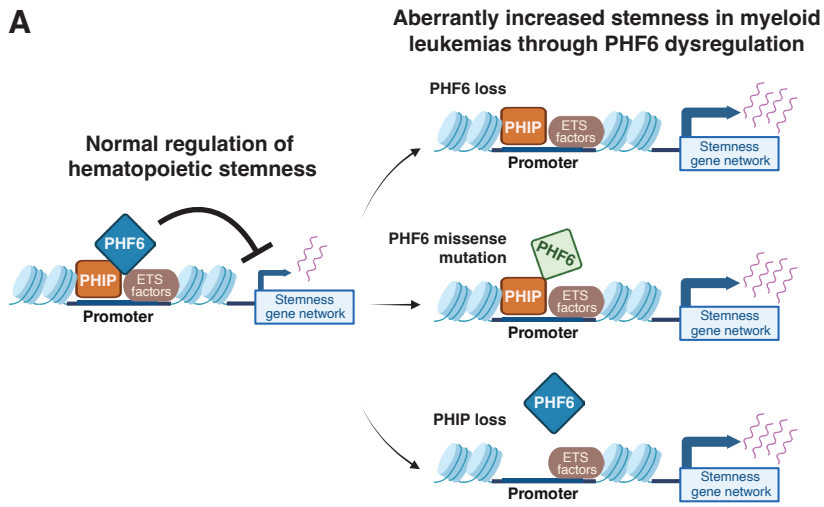 A
Aberrantly increased stemness in myeloid
leukemias through PHF6 dysregulation
Normal regulation of
hematopoietic stemness
PHF6
PHIP
ETS
factors
Promoter
Stemness
gene network
PHF6 loss
PHIP
ETS
factors
Promoter
Stemness
gene network
PHF6 missense
mutation
PHF6
PHIP
ETS
factors
Promoter
Stemness
gene network
PHIP loss
PHF6
ETS
factors
Promoter
Stemness
gene network